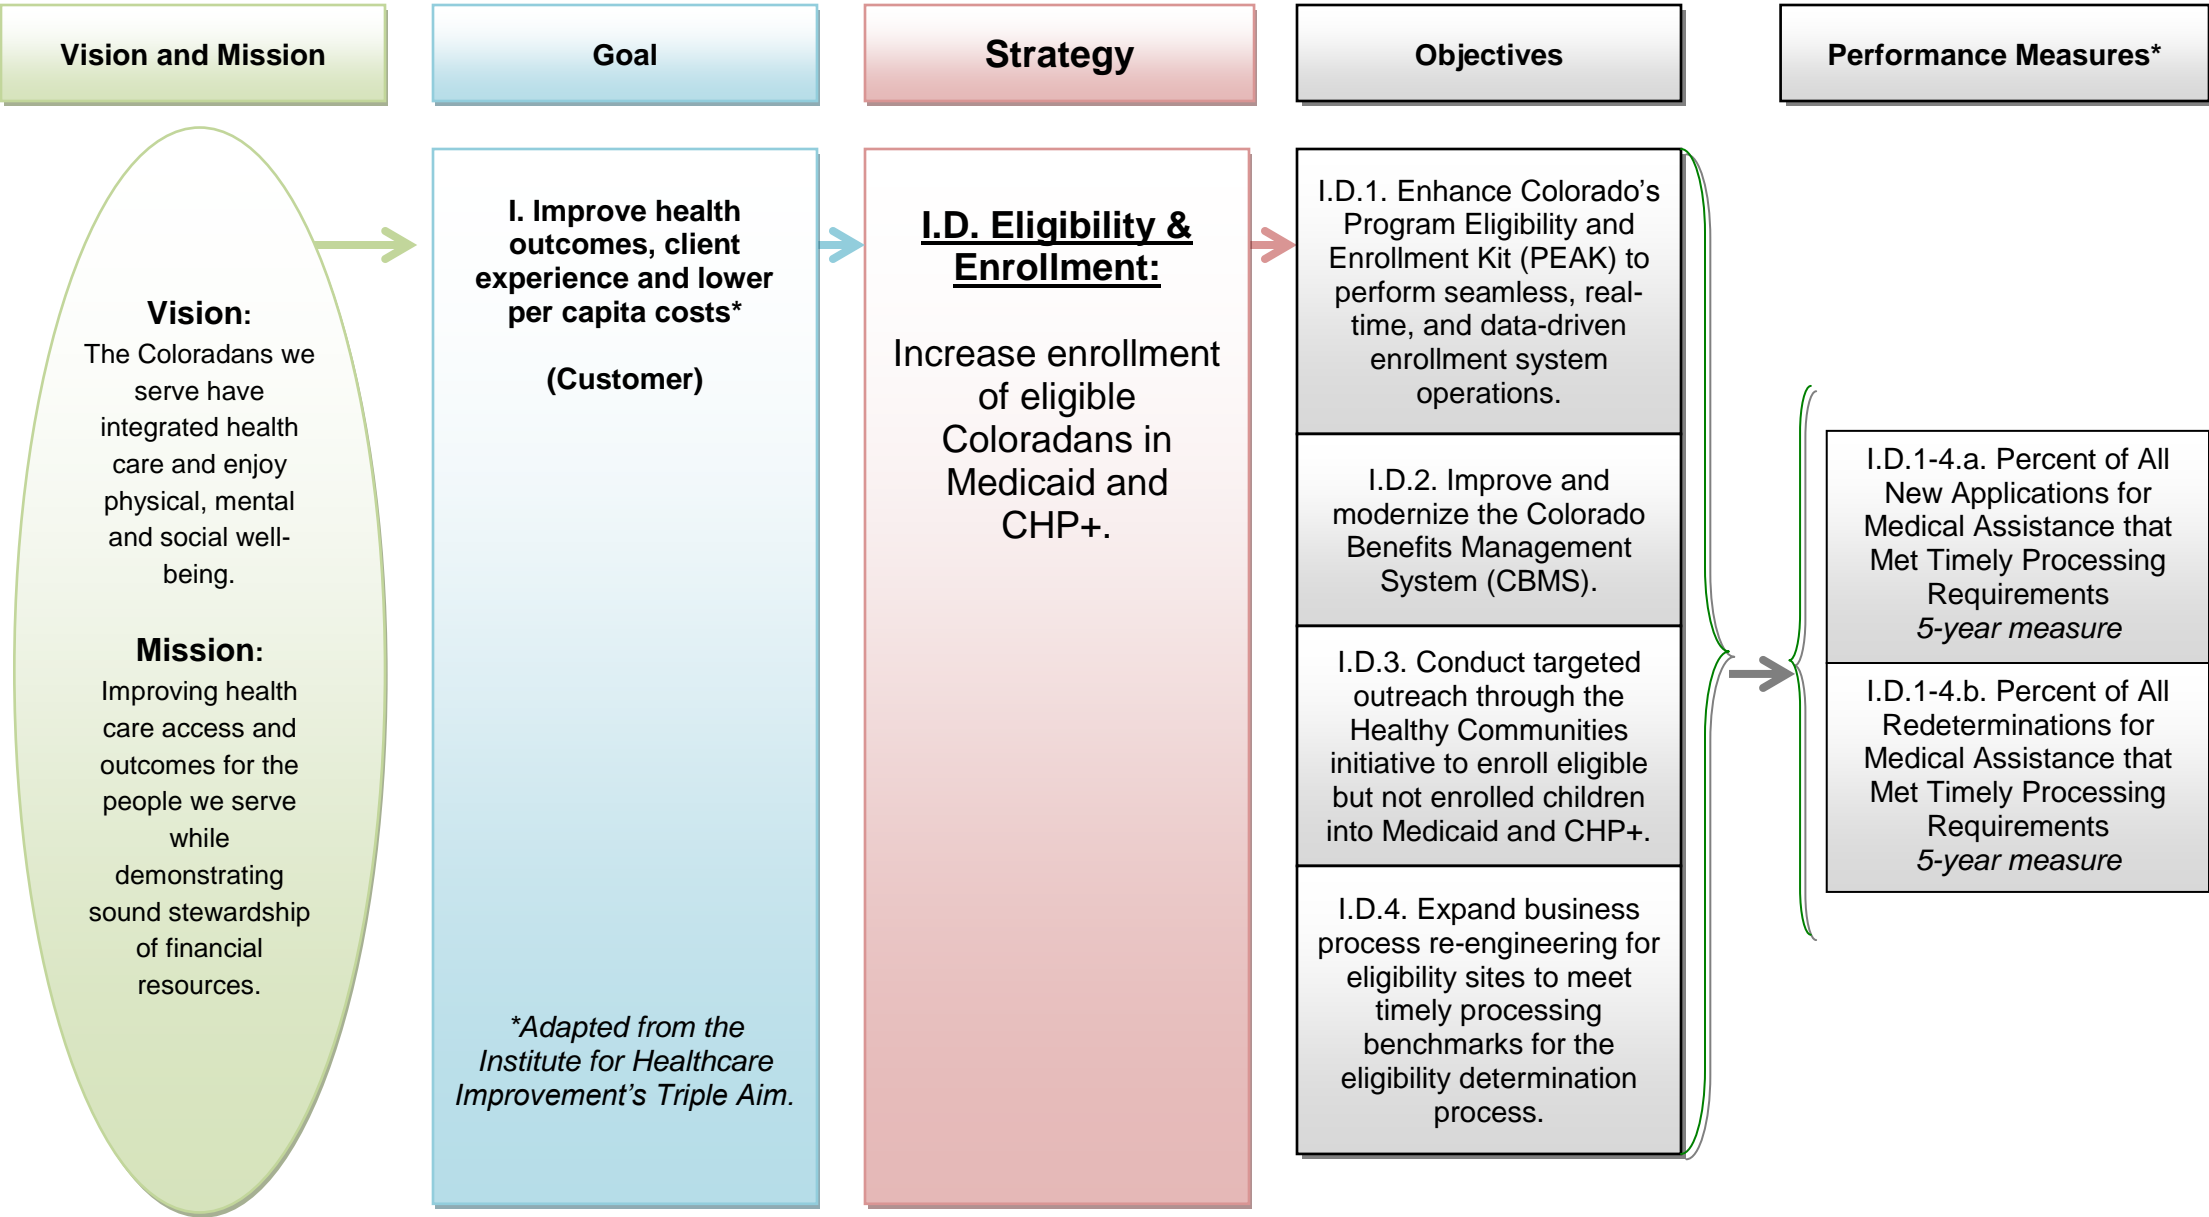 Vision and Mission
Goal
Strategy
Objectives
Performance Measures*
Vision:
The Coloradans we
serve have
integrated health
care and enjoy
physical, mental
and social well-
being.
Mission:
Improving health
care access and
outcomes for the
people we serve
while
demonstrating
sound stewardship
of financial
resources.
I. Improve health
outcomes, client
experience and lower
per capita costs*
(Customer)
*Adapted from the
Institute for Healthcare
Improvement’s Triple Aim.
I.D. Eligibility &
Enrollment:
Increase enrollment
of eligible
Coloradans in
Medicaid and
CHP+.
I.D.1. Enhance Colorado’s
Program Eligibility and
Enrollment Kit (PEAK) to
perform seamless, real-
time, and data-driven
enrollment system
operations.
I.D.2. Improve and
modernize the Colorado
Benefits Management
System (CBMS).
I.D.3. Conduct targeted
outreach through the
Healthy Communities
initiative to enroll eligible
but not enrolled children
into Medicaid and CHP+.
I.D.4. Expand business
process re-engineering for
eligibility sites to meet
timely processing
benchmarks for the
eligibility determination
process.
I.D.1-4.a. Percent of All
New Applications for
Medical Assistance that
Met Timely Processing
Requirements
5-year measure
I.D.1-4.b. Percent of All
Redeterminations for
Medical Assistance that
Met Timely Processing
Requirements
5-year measure